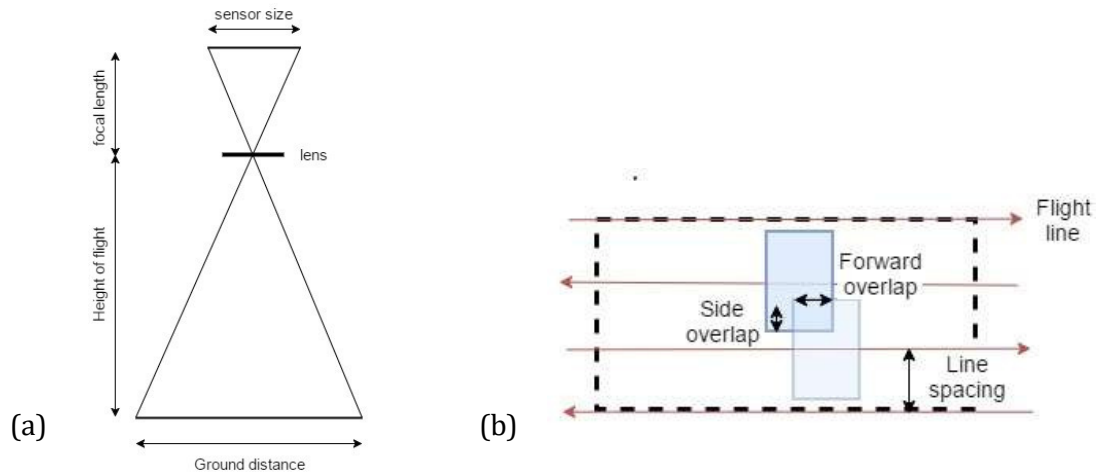 sensor size
focal length
lens
Height of flight
Ground distance
(a)
Flight
line
Forward
overlap
Side
overlap
Line
spacing
(b)